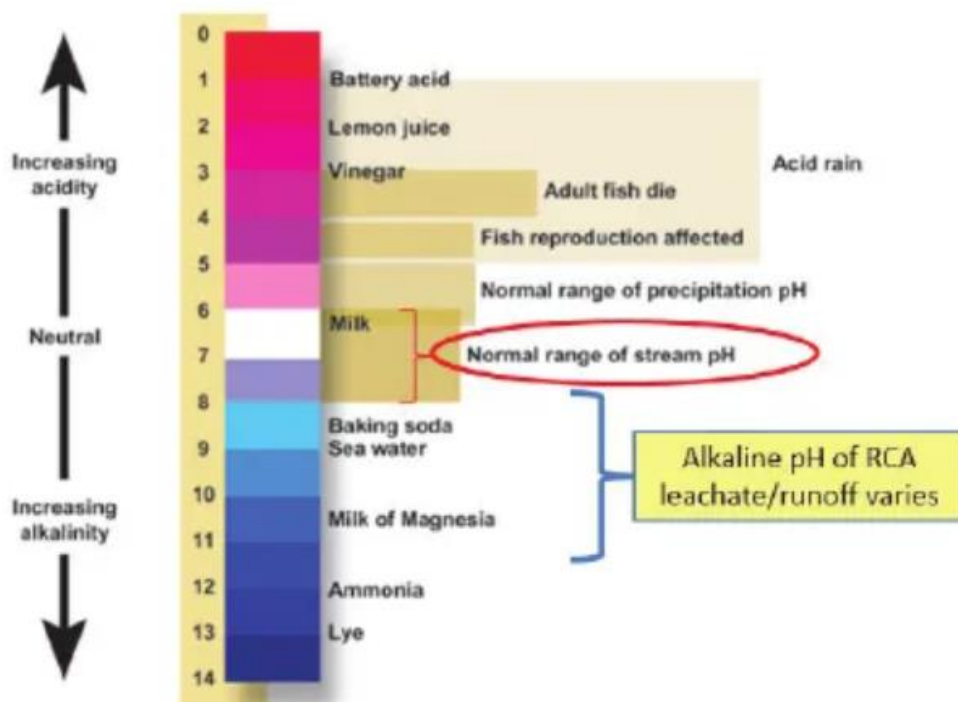 0
1
2
3
4
5
6
7
8
9
10
11
12
13
14
Increasing
acidity
Neutral
Increasing
alkalinity
Battery acid
Lemon juice
Vinegar
Milk
Baking soda
Sea water
Milk of Magnesia
Ammonia
Lye
Acid rain
Adult fish die
Fish reproduction affected
Normal range of precipitation pH
Normal range of stream pH
Alkaline pH of RCA
leachate/runoff varies